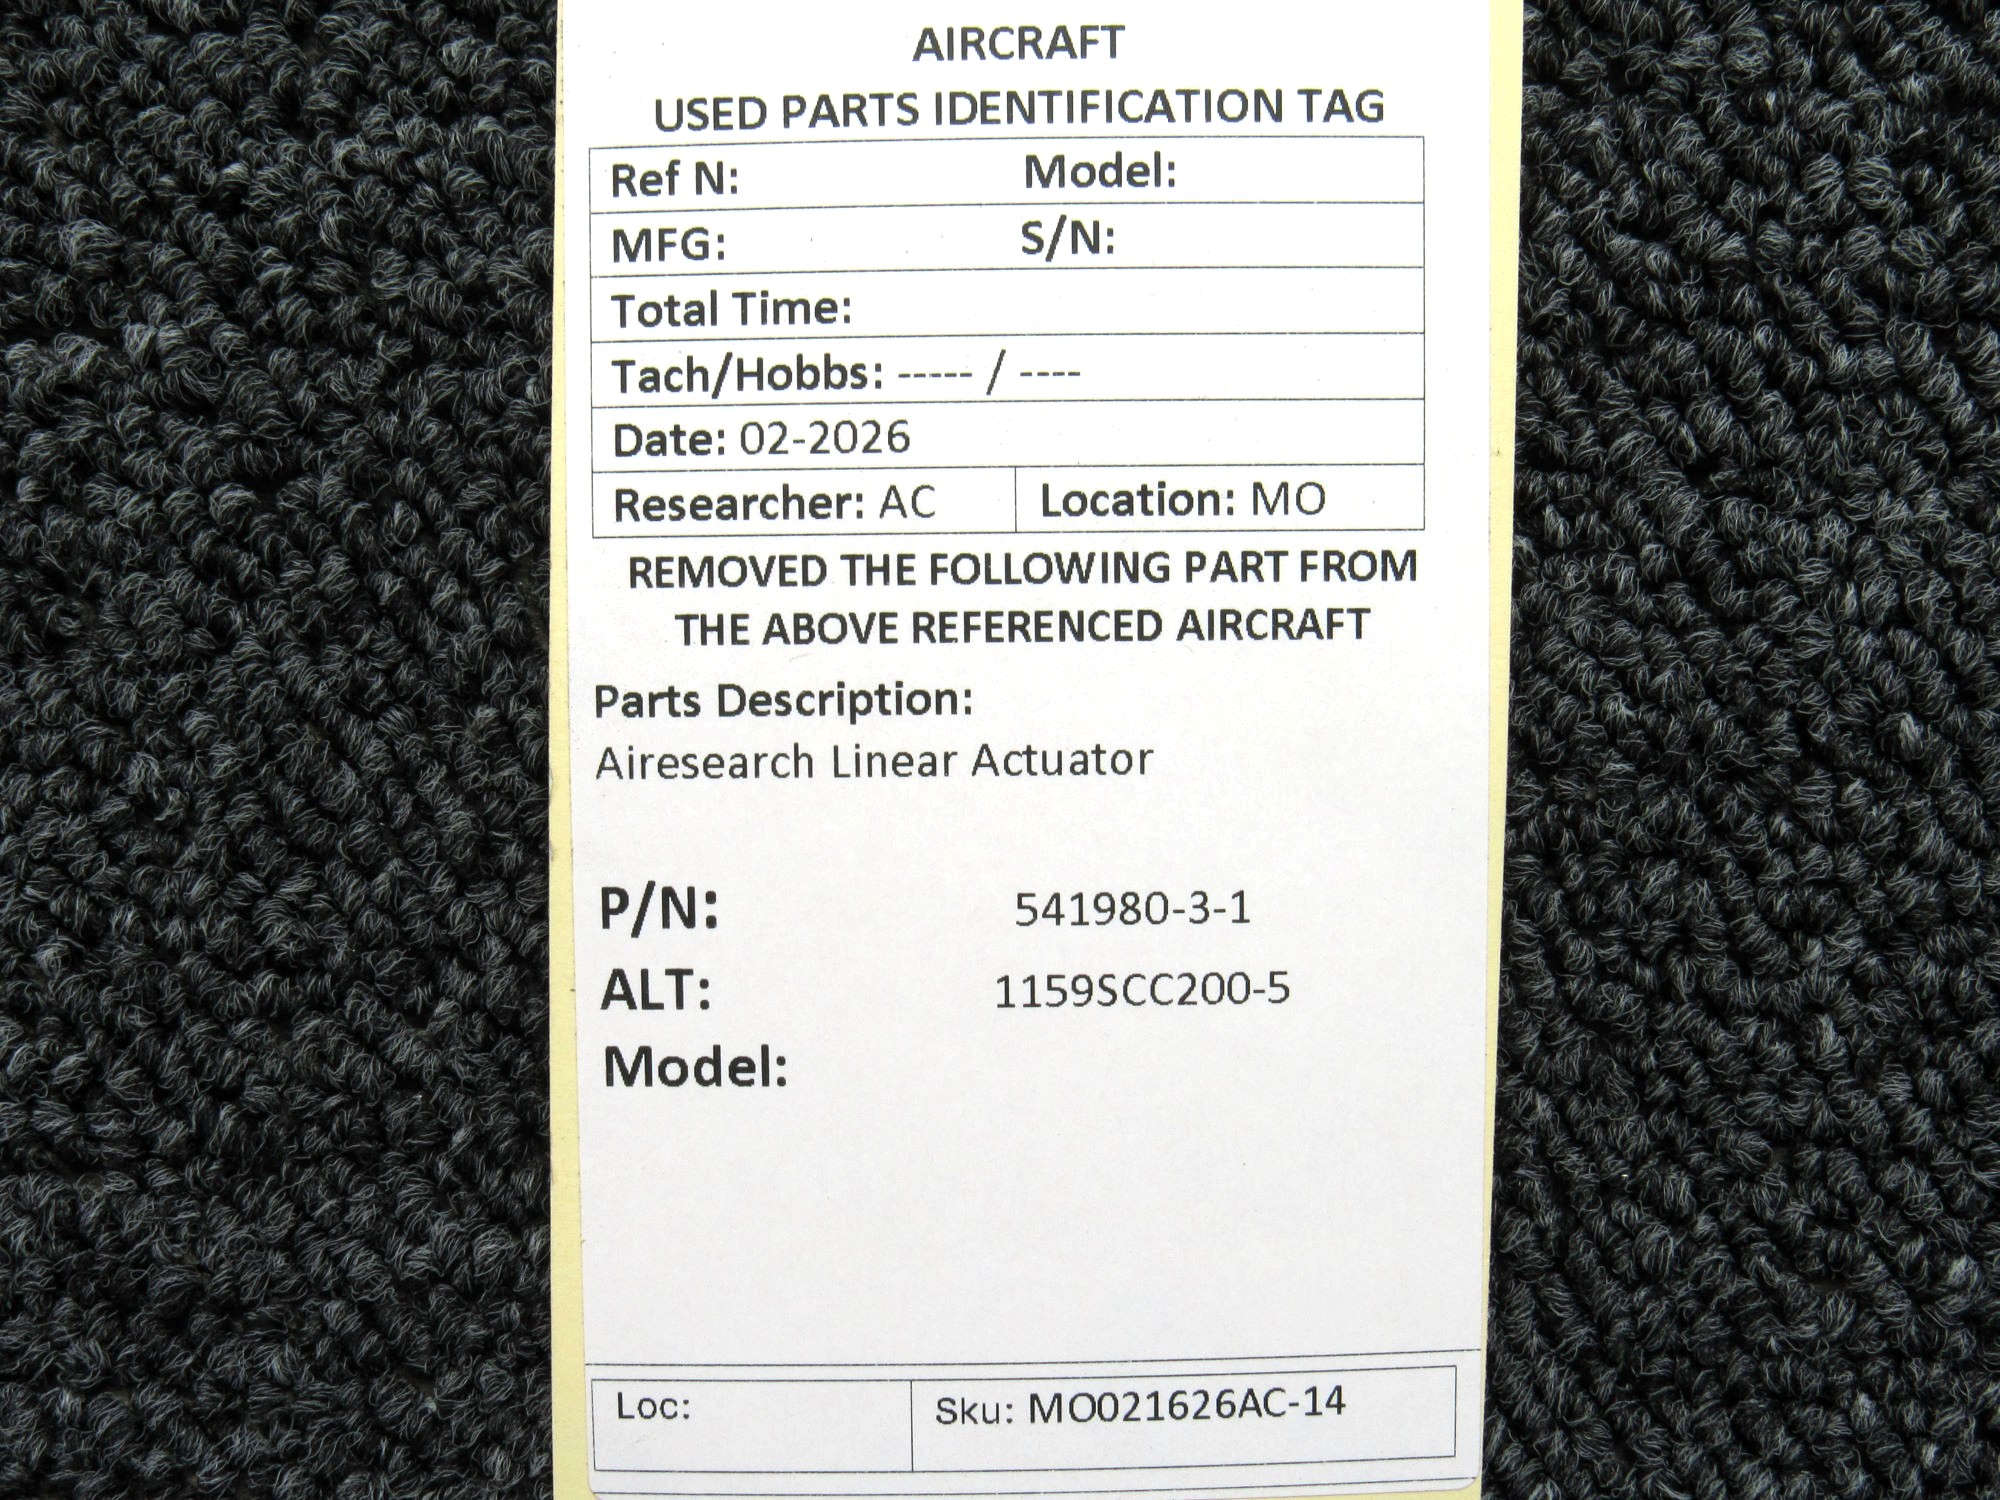 AIRCRAFT
USED PARTS IDENTIFICATION TAG
Ref N: Model:
MFG: S/N:
Total Time:
Tach/Hobbs: ----- / ----
Date: 02-2026
Researcher: AC Location: MO
REMOVED THE FOLLOWING PART FROM
THE ABOVE REFERENCED AIRCRAFT
Parts Description:
Airesearch Linear Actuator
P/N: 541980-3-1
ALT: 1159SCC200-5
Model:
Loc: Sku: MO021626AC-14